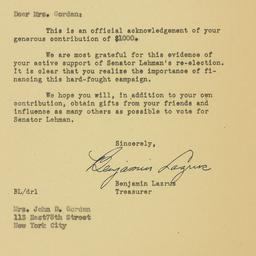 Dear Mrs. Gordan:
This is an official acknowledgement of your
generous contribution of $1000.
We are most grateful for this evidence of
your active support of Senator Lehman's re-election.
It is clear that you realize the importance of fi-
nancing this hard-fought campaign.
We hope you will, in addition to your own
contribution, obtain gifts from your friends and
influence as many others as possible to vote for
Senator Lehman.
Sincerely,
Benjamin Lazrus
Benjamin Lazrus
Treasurer
BL/drl
Mrs. John D. Gordan
113 East78th Street
New York City